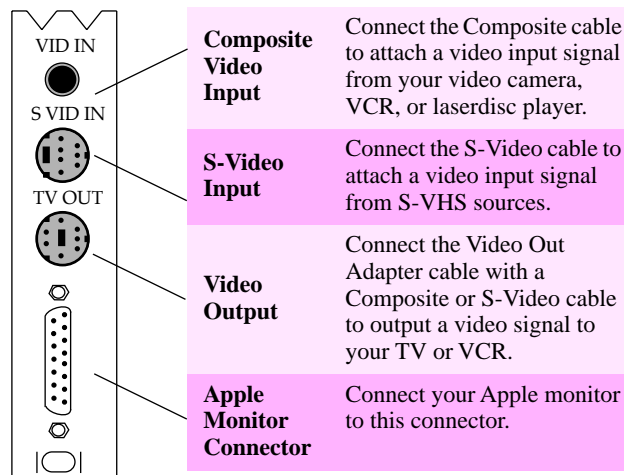 VID IN
S VID IN
TV OUT
Composite
Video
Input
Connect the Composite cable
to attach a video input signal
from your video camera,
VCR, or laserdisc player.
S-Video
Input
Connect the S-Video cable to
attach a video input signal
from S-VHS sources.
Video
Output
Connect the Video Out
Adapter cable with a
Composite or S-Video cable
to output a video signal to
your TV or VCR.
Apple
Monitor
Connector
Connect your Apple monitor
to this connector.